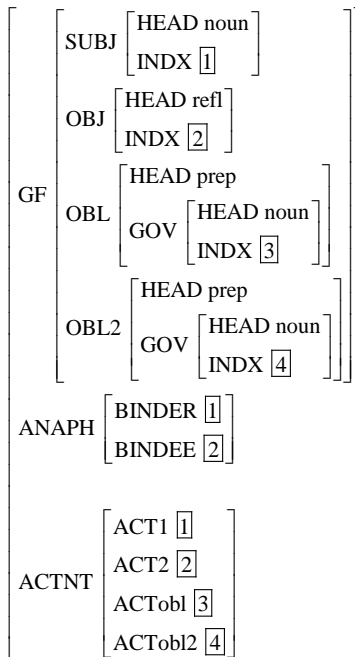 SUBJ [HEAD noun
INDX 1]
OBJ [HEAD refl
INDX 2]
GF
OBL [HEAD prep
GOV [HEAD noun
INDX 3]]
OBL2 [HEAD prep
GOV [HEAD noun
INDX 4]]
ANAPH [BINDER 1
BINDEE 2]
ACTNT [ACT1 1
ACT2 2
ACTobl 3
ACTobl2 4]